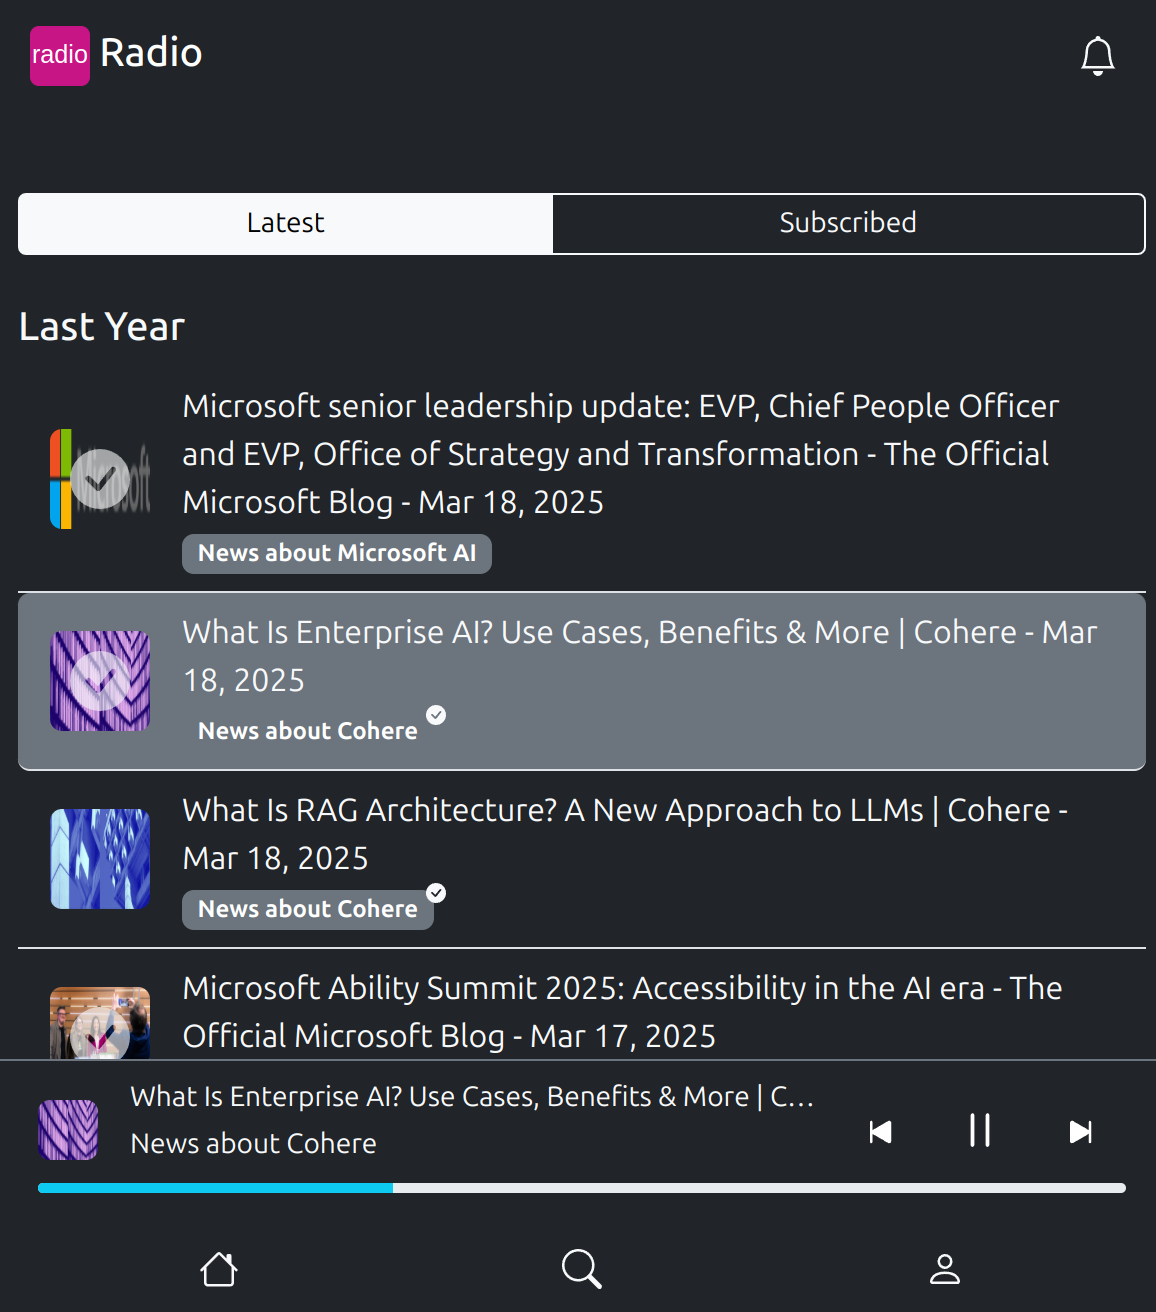 radio Radio
Latest
Subscribed
Last Year
Microsoft
Microsoft senior leadership update: EVP, Chief People Officer
and EVP, Office of Strategy and Transformation - The Official
Microsoft Blog - Mar 18, 2025
News about Microsoft AI
What Is Enterprise AI? Use Cases, Benefits & More | Cohere - Mar
18, 2025
News about Cohere
What Is RAG Architecture? A New Approach to LLMs | Cohere -
Mar 18, 2025
News about Cohere
Microsoft Ability Summit 2025: Accessibility in the AI era - The
Official Microsoft Blog - Mar 17, 2025
What Is Enterprise AI? Use Cases, Benefits & More | C...
News about Cohere